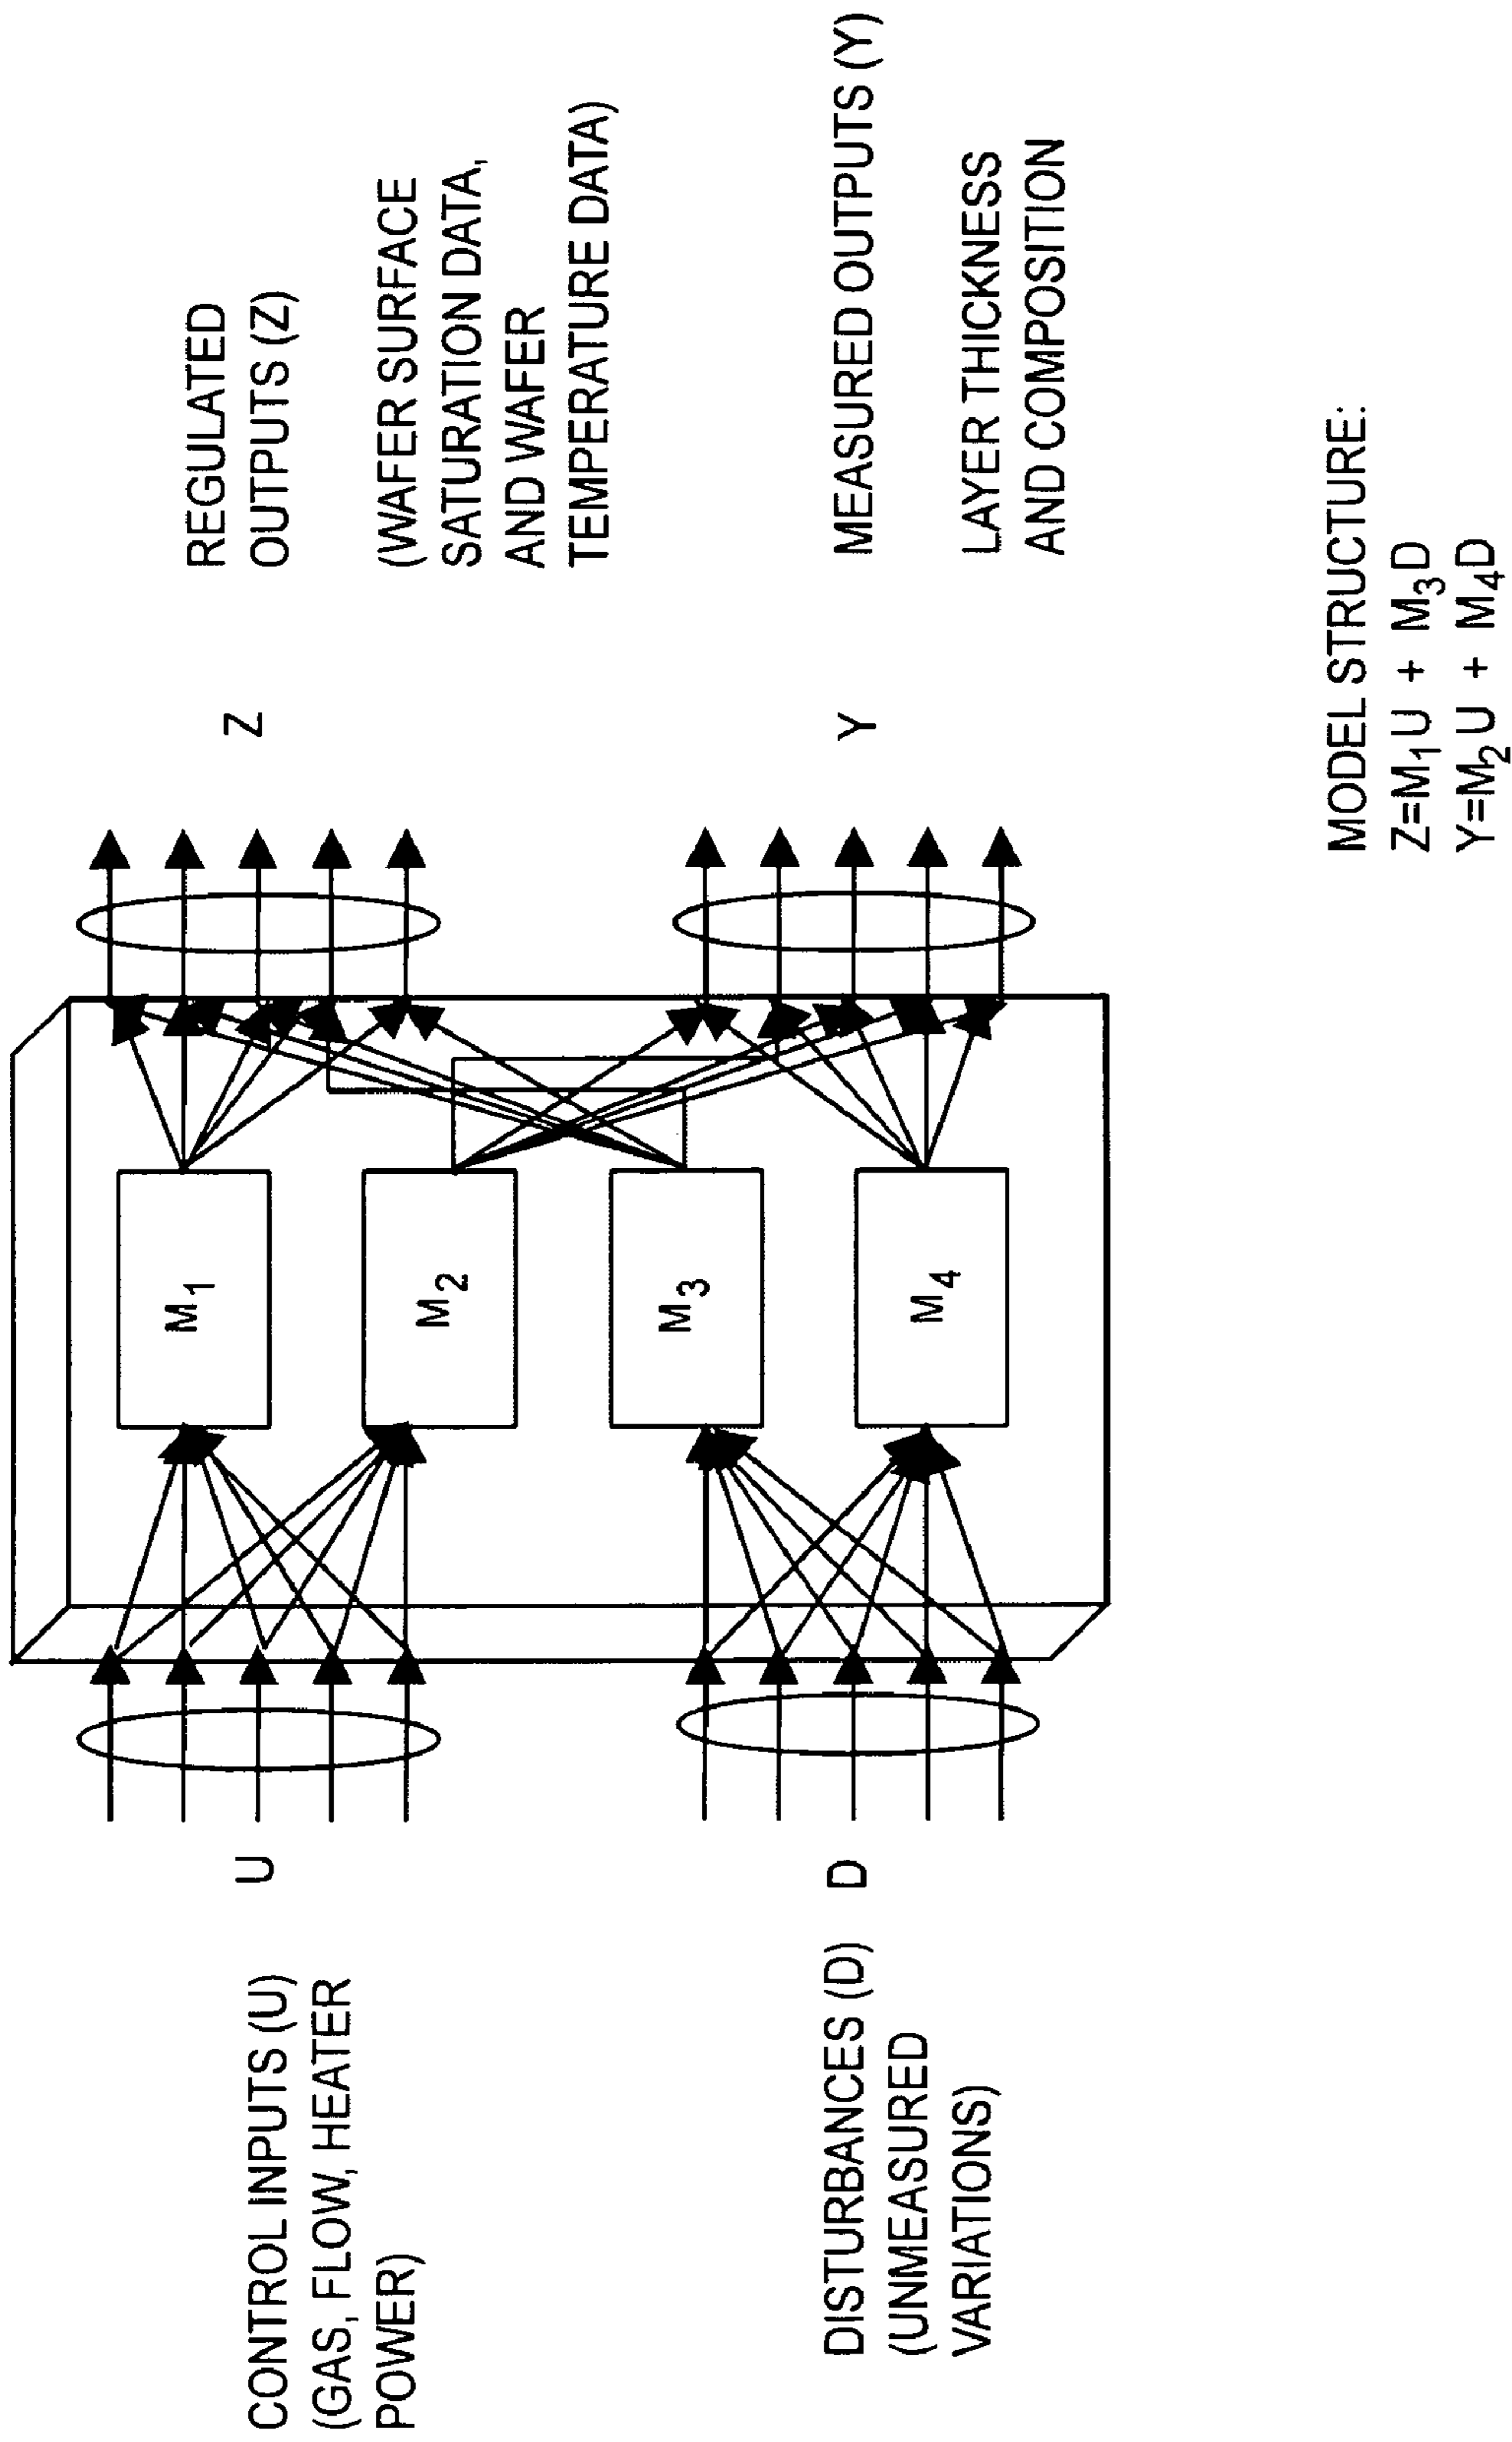 CONTROL INPUTS (U)
(GAS, FLOW, HEATER
POWER)
U
DISTURBANCES (D)
(UNMEASURED
VARIATIONS)
D
M1
M2
M3
M4
Z
REGULATED
OUTPUTS (Z)
(WAFER SURFACE
SATURATION DATA,
AND WAFER
TEMPERATURE DATA)
Y
MEASURED OUTPUTS (Y)
LAYER THICKNESS
AND COMPOSITION
MODEL STRUCTURE:
Z=M1U + M3D
Y=M2U + M4D